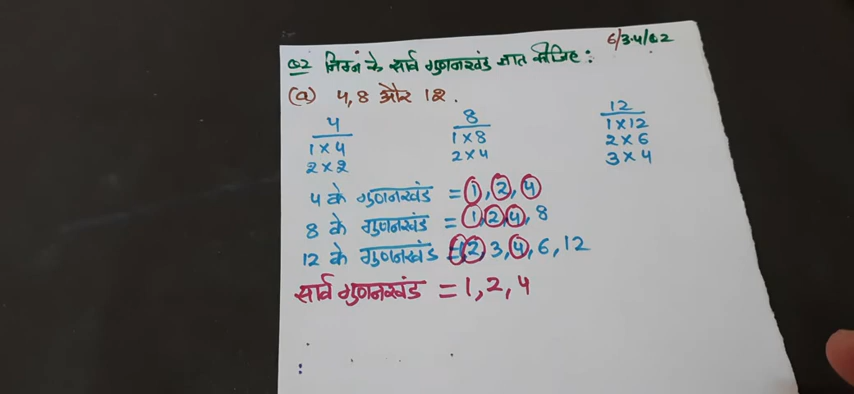 6/3.4/Q2
Q2 निम्न के सार्व गुणनखंड ज्ञात कीजिए :
(a) 4, 8 और 12.
4 8 12
1 × 4 1 × 8 1 × 12
2 × 2 2 × 4 2 × 6
3 × 4
4 के गुणनखंड = 1, 2, 4
8 के गुणनखंड = 1, 2, 4, 8
12 के गुणनखंड = 1, 2, 3, 4, 6, 12
सार्व गुणनखंड = 1, 2, 4